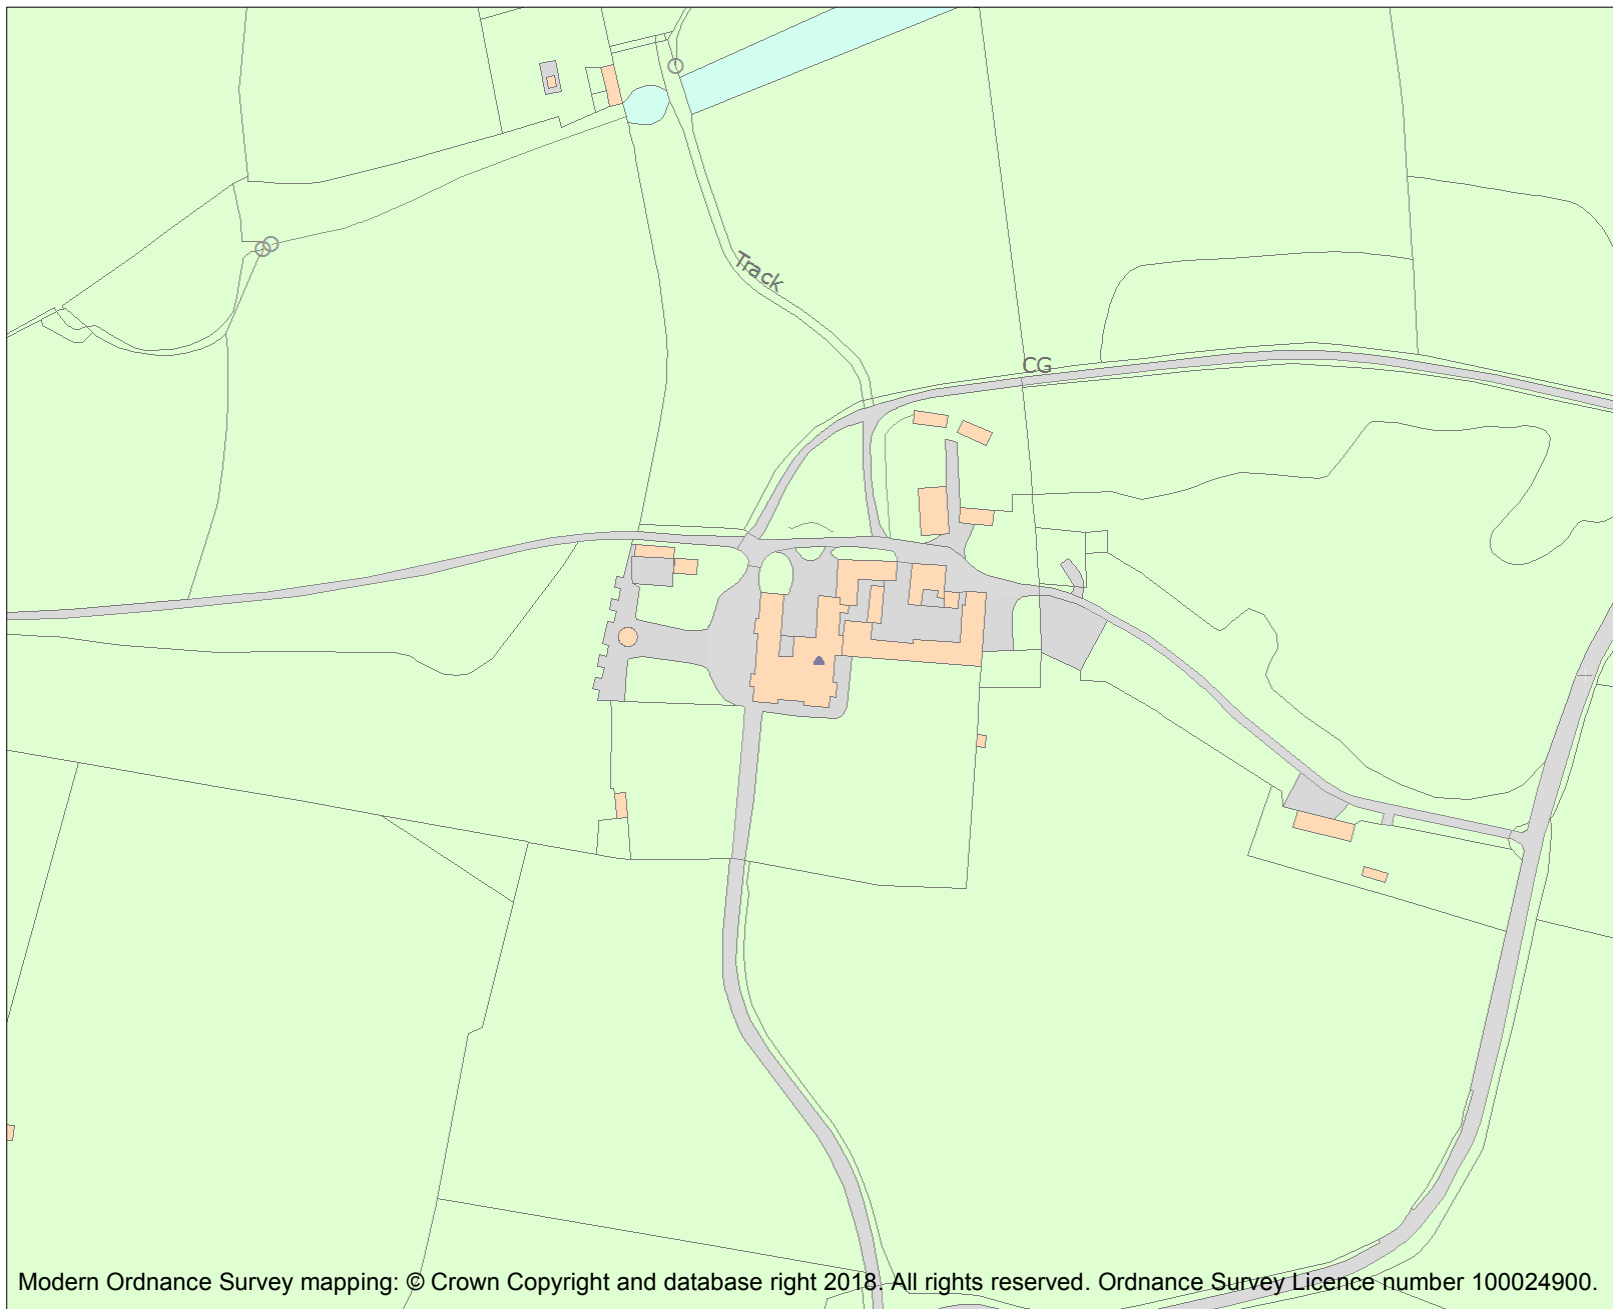 Track
CG
Modern Ordnance Survey mapping: © Crown Copyright and database right 2018. All rights reserved. Ordnance Survey Licence number 100024900.